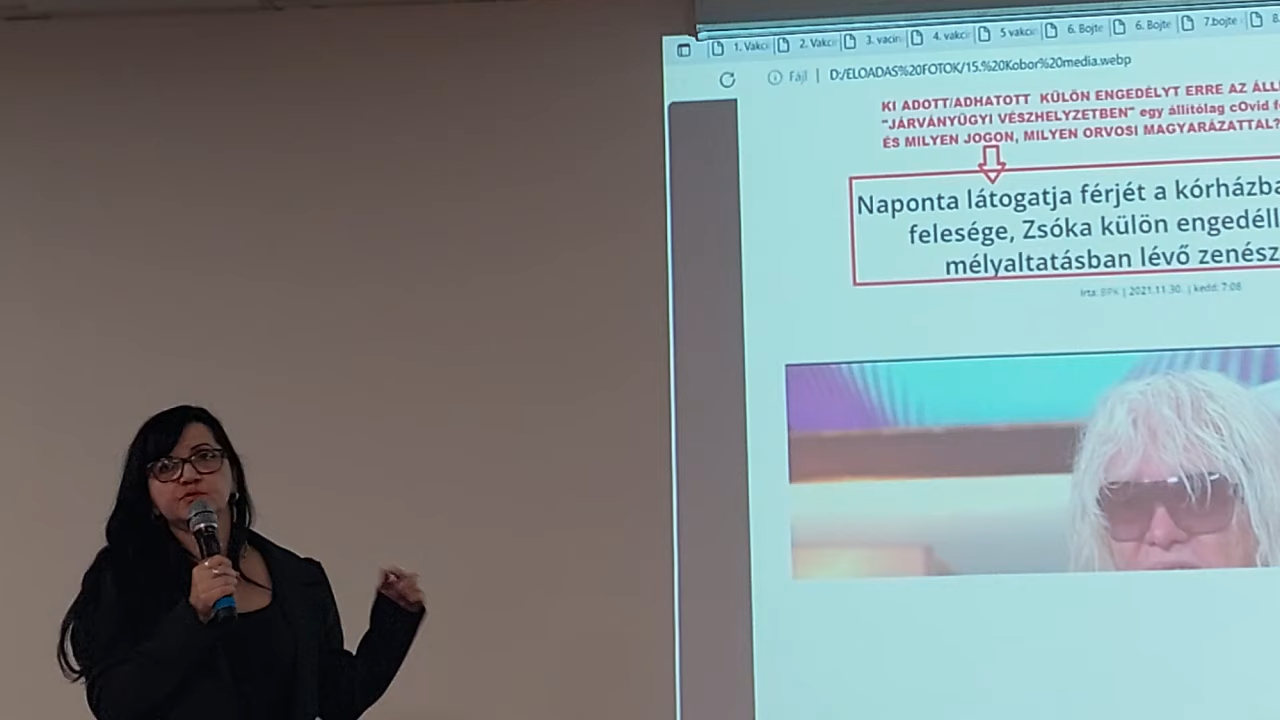 1. Vakci
2. Vakci
3. vacin
4. vakci
5 vakci
6. Bojte
6. Bojte
7.bojte
8.
Fájl | D:/ELOADAS%20FOTOK/15.%20Kobor%20media.webp
KI ADOTT/ADHATOTT KÜLÖN ENGEDÉLYT ERRE AZ ÁLL
"JÁRVÁNYÜGYI VÉSZHELYZETBEN" egy állítólag cOvid f
ÉS MILYEN JOGON, MILYEN ORVOSI MAGYARÁZATTAL?
Naponta látogatja férjét a kórházba
felesége, Zsóka külön engedéll
mélyaltatásban lévő zenész
Írta: BPK | 2021.11.30. | kedd: 7:08